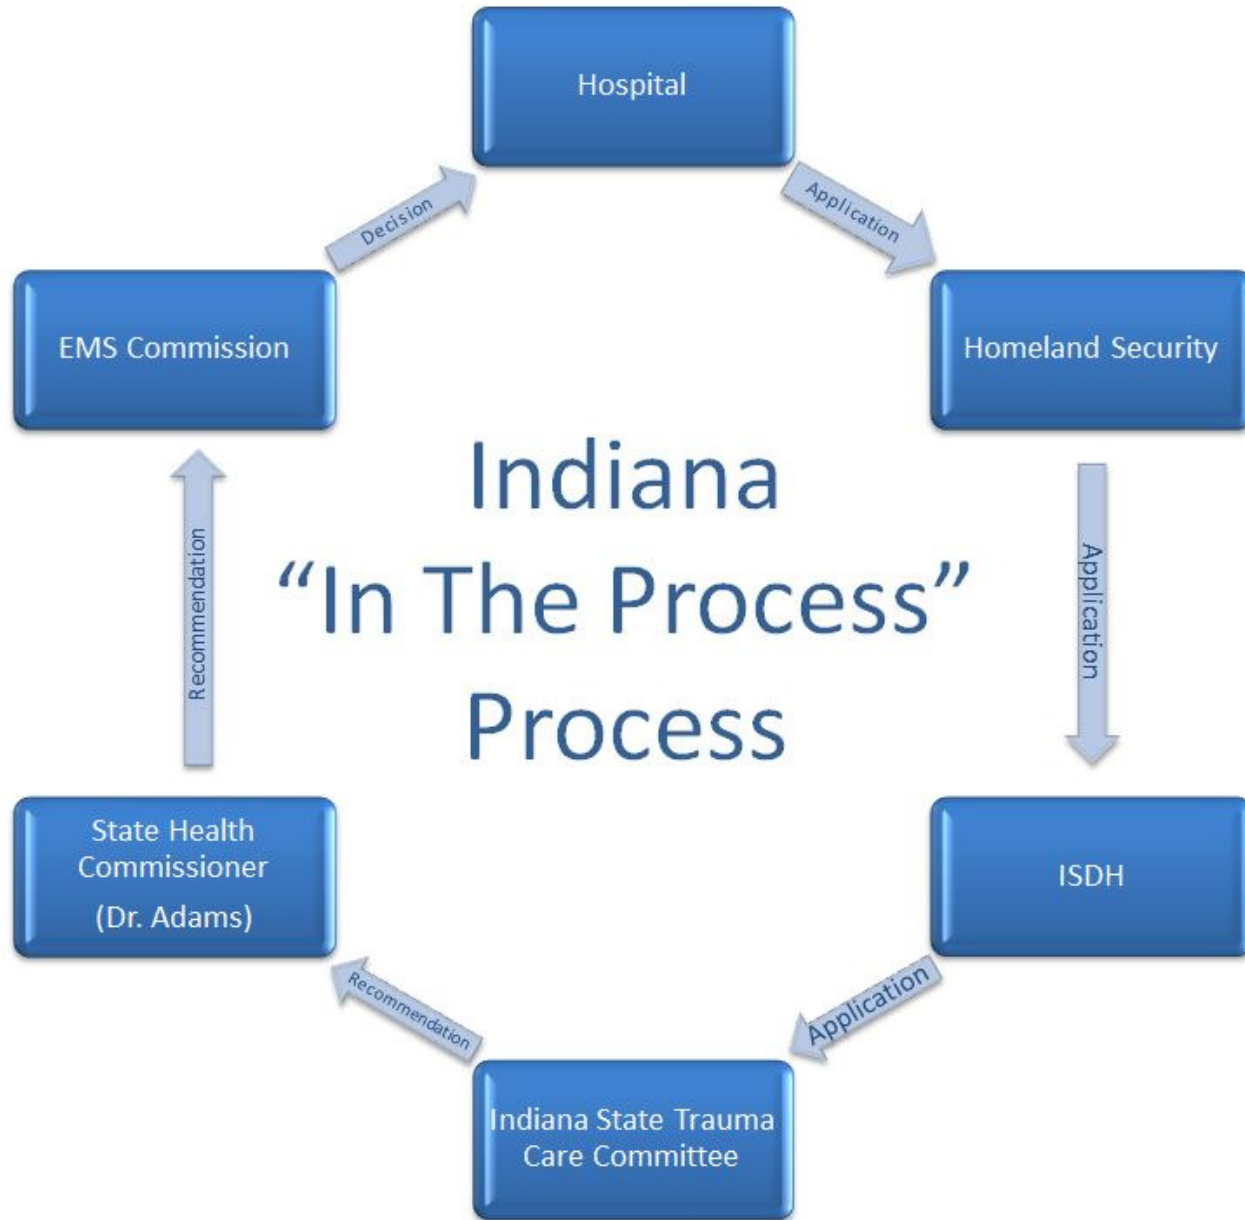 Hospital
Application
Homeland Security
Application
ISDH
Application
Indiana State Trauma
Care Committee
Recommendation
State Health
Commissioner
(Dr. Adams)
Recommendation
EMS Commission
Decision
Indiana
“In The Process”
Process